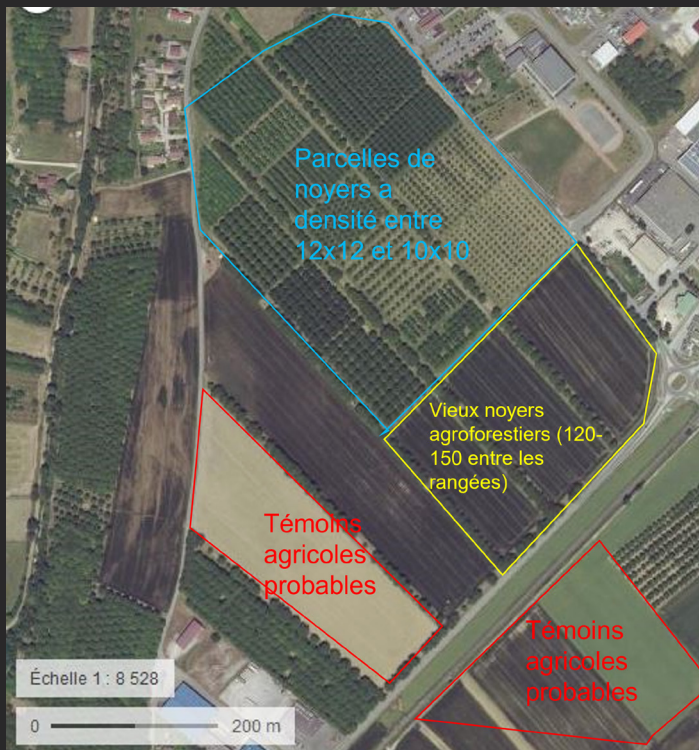 Parcelles de
noyers a
densité entre
12x12 et 10x10
Vieux noyers
agroforestiers (120-
150 entre les
rangées)
Témoins
agricoles
probables
Témoins
agricoles
probables
Échelle 1 : 8 528
0 200 m